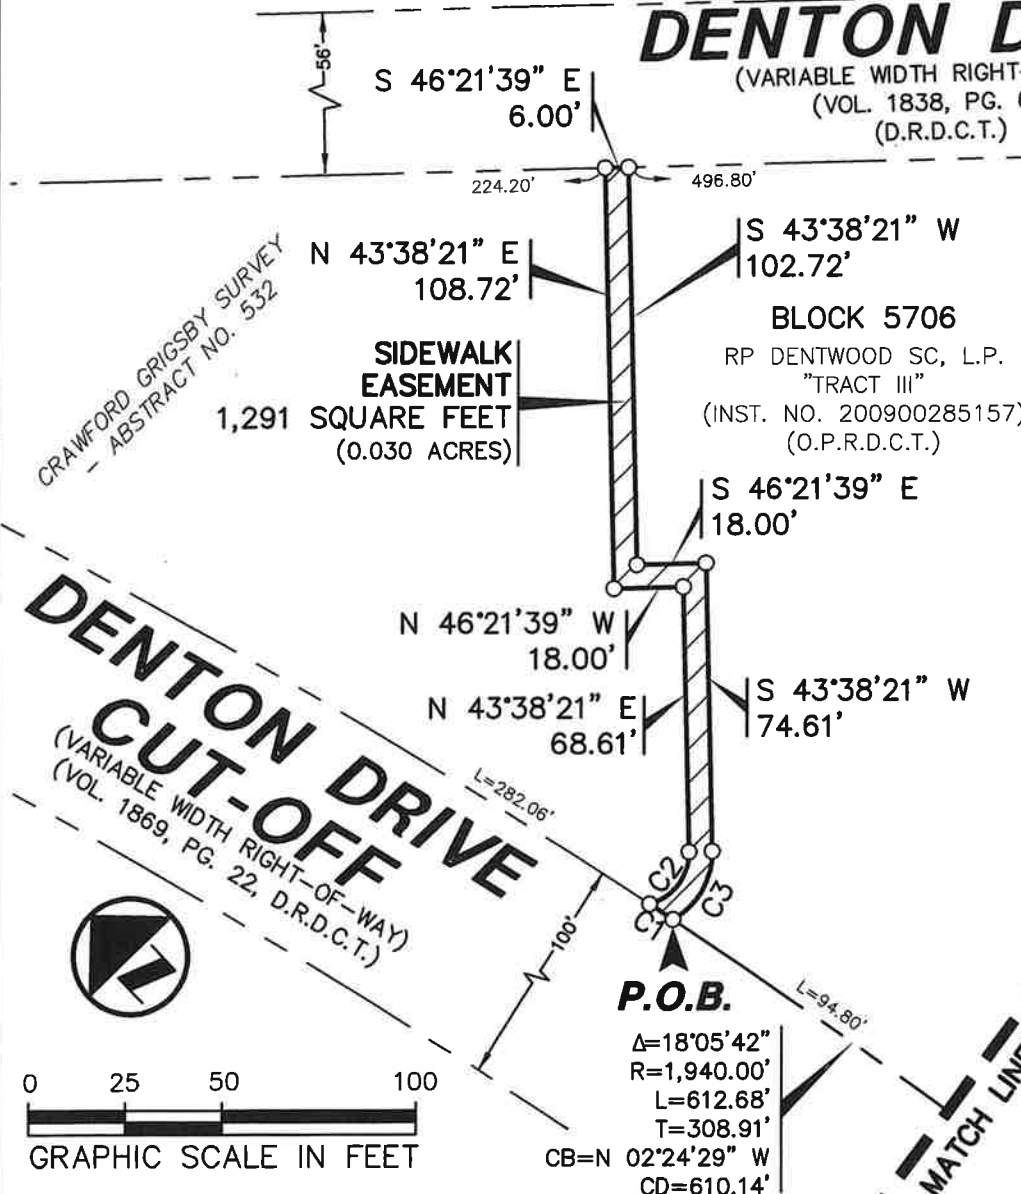 DENTON D
(VARIABLE WIDTH RIGHT-
(VOL. 1838, PG.
(D.R.D.C.T.)
56'
S 46°21'39" E
6.00'
224.20'
496.80'
N 43°38'21" E
108.72'
S 43°38'21" W
102.72'
CRAWFORD GRIGSBY SURVEY
ABSTRACT NO. 532
SIDEWALK
EASEMENT
1,291 SQUARE FEET
(0.030 ACRES)
BLOCK 5706
RP DENTWOOD SC, L.P.
"TRACT III"
(INST. NO. 200900285157)
(O.P.R.D.C.T.)
S 46°21'39" E
18.00'
N 46°21'39" W
18.00'
N 43°38'21" E
68.61'
S 43°38'21" W
74.61'
DENTON DRIVE
CUT-OFF
(VARIABLE WIDTH RIGHT-OF-WAY)
(VOL. 1869, PG. 22, D.R.D.C.T.)
L=282.06'
C2
C3
C1
100'
P.O.B.
L=94.80'
Δ=18°05'42"
R=1,940.00'
L=612.68'
T=308.91'
CB=N 02°24'29" W
CD=610.14'
0 25 50 100
GRAPHIC SCALE IN FEET
MATCH LINE